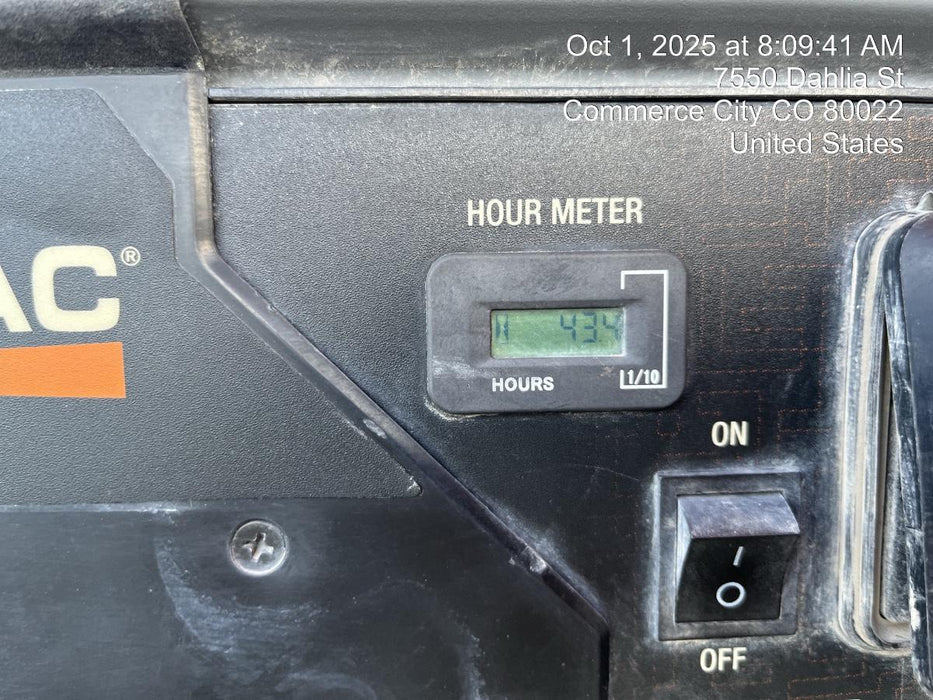 Oct 1, 2025 at 8:09:41 AM
7550 Dahlia St
Commerce City CO 80022
United States
HOUR METER
AC®
H 43.4
HOURS
1/10
ON
I
O
OFF